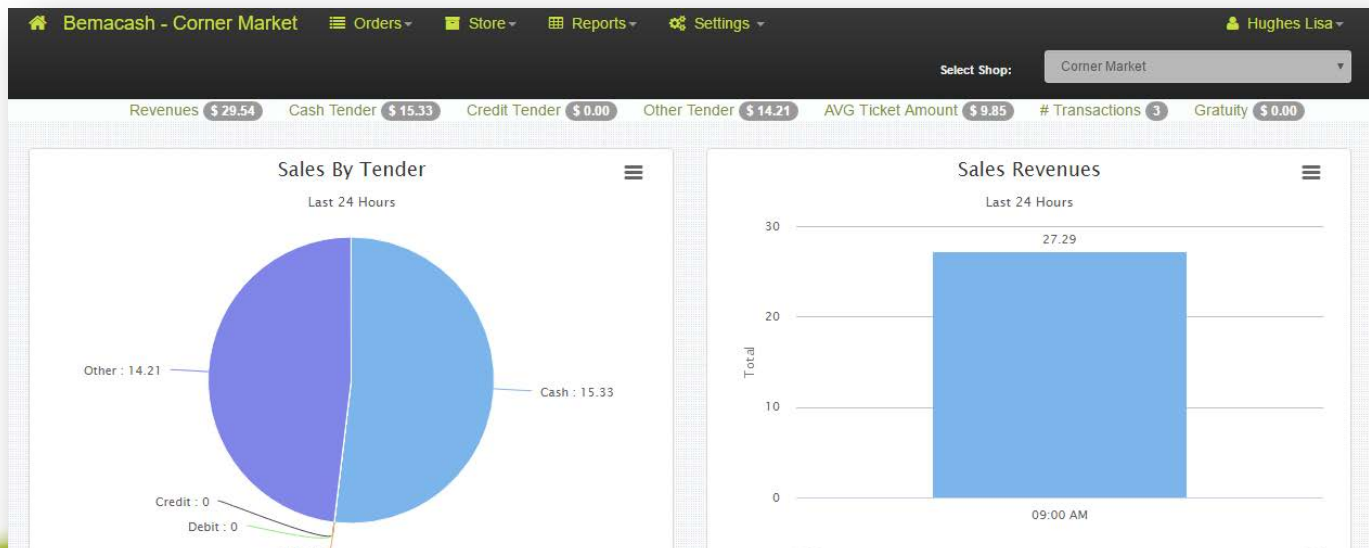 Bemacash - Corner Market Orders Store Reports Settings Hughes Lisa
Select Shop: Corner Market
Revenues $ 29.54 Cash Tender $ 15.33 Credit Tender $ 0.00 Other Tender $ 14.21 AVG Ticket Amount $ 9.85 # Transactions 3 Gratuity $ 0.00
Sales By Tender
Last 24 Hours
Other : 14.21
Cash : 15.33
Credit : 0
Debit : 0
Sales Revenues
Last 24 Hours
30
27.29
20
Total
10
0
09:00 AM